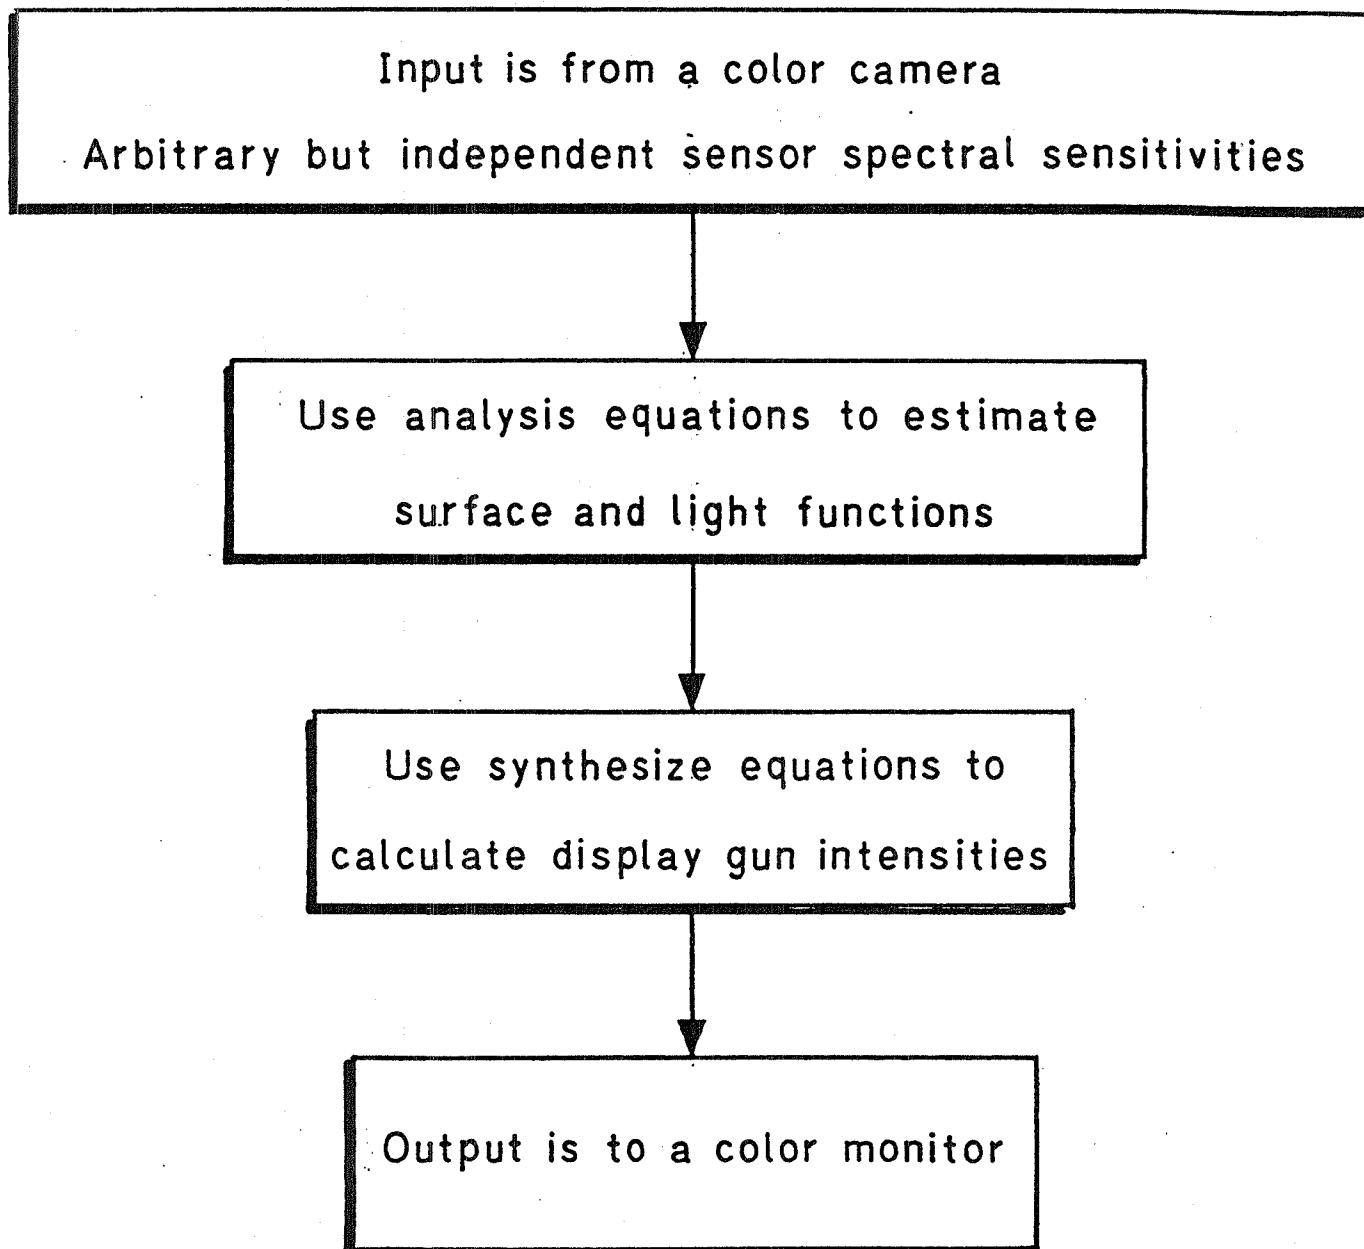 Input is from a color camera
Arbitrary but independent sensor spectral sensitivities
Use analysis equations to estimate
surface and light functions
Use synthesize equations to
calculate display gun intensities
Output is to a color monitor